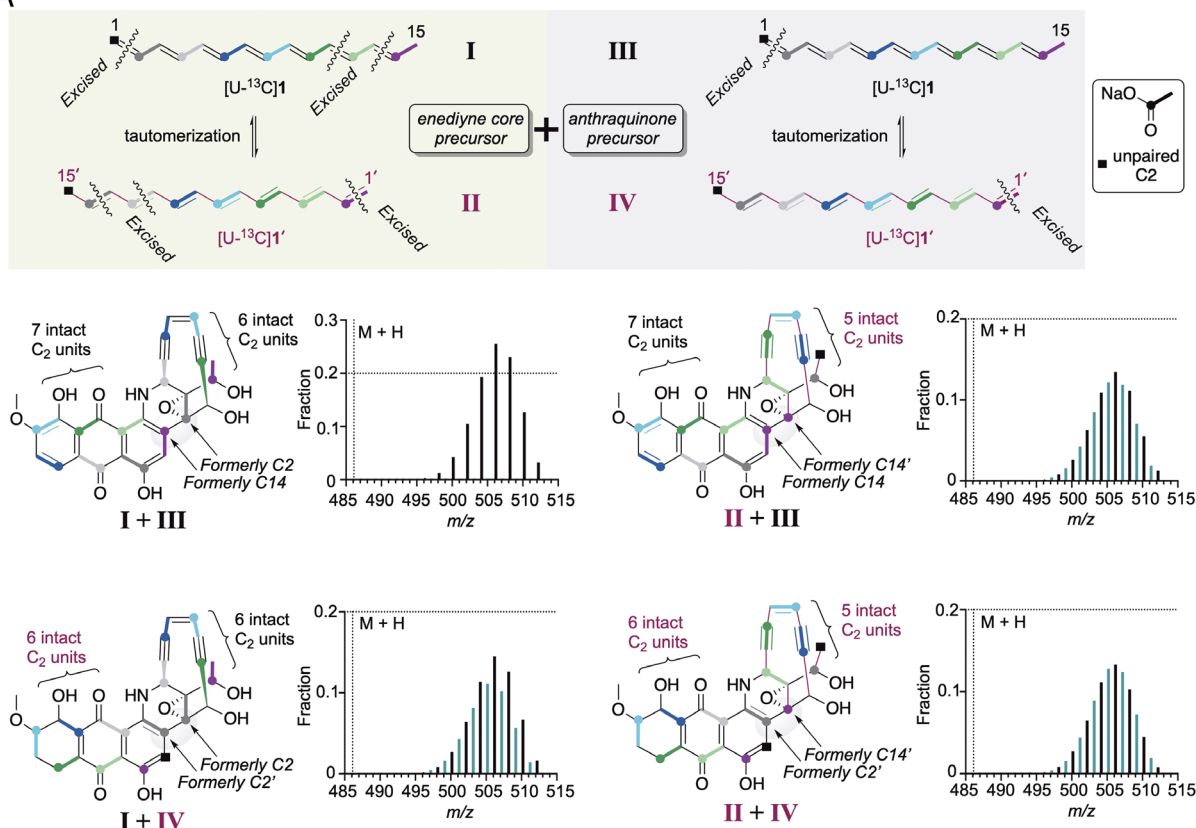 1
15
I
III
1
15
Excised
[U-¹³C]1
Excised
[U-¹³C]1
NaO
O
unpaired
C2
tautomerization
enediyne core
precursor
+
anthraquinone
precursor
tautomerization
15′
1′
II
IV
15′
1′
Excised
[U-¹³C]1′
Excised
[U-¹³C]1′
Excised
7 intact
C₂ units
6 intact
C₂ units
OH
O
HN
O
OH
OH
O
O
OH
Formerly C2
Formerly C14
I + III
0.3
0.2
0.1
0
Fraction
M + H
485 490 495 500 505 510 515
m/z
7 intact
C₂ units
5 intact
C₂ units
OH
O
HN
O
OH
OH
O
O
OH
Formerly C14'
Formerly C14
II + III
0.2
0.1
0
Fraction
M + H
485 490 495 500 505 510 515
m/z
6 intact
C₂ units
6 intact
C₂ units
OH
O
HN
O
OH
OH
O
O
OH
Formerly C2
Formerly C2'
I + IV
0.2
0.1
0
Fraction
M + H
485 490 495 500 505 510 515
m/z
6 intact
C₂ units
5 intact
C₂ units
OH
O
HN
O
OH
OH
O
O
OH
Formerly C14'
Formerly C2'
II + IV
0.2
0.1
0
Fraction
M + H
485 490 495 500 505 510 515
m/z